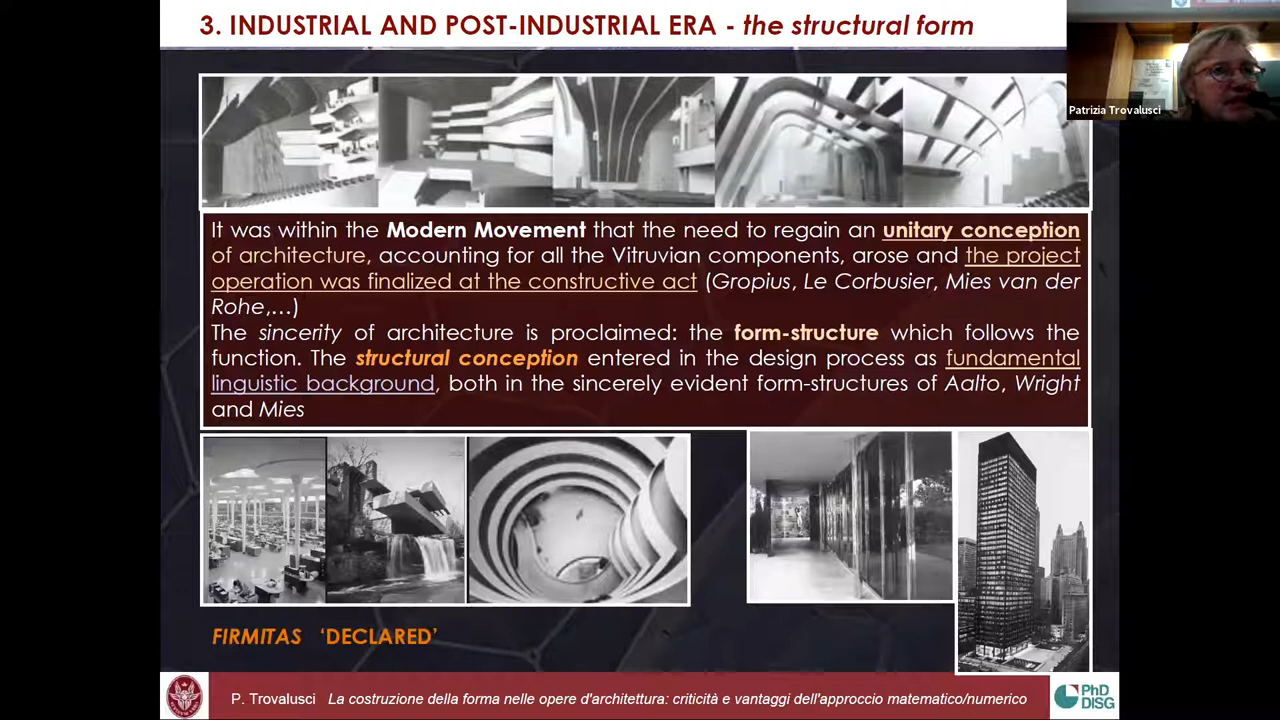 3. INDUSTRIAL AND POST-INDUSTRIAL ERA - the structural form
Patrizia Trovalusci
It was within the Modern Movement that the need to regain an unitary conception
of architecture, accounting for all the Vitruvian components, arose and the project
operation was finalized at the constructive act (Gropius, Le Corbusier, Mies van der
Rohe,…)
The sincerity of architecture is proclaimed: the form-structure which follows the
function. The structural conception entered in the design process as fundamental
linguistic background, both in the sincerely evident form-structures of Aalto, Wright
and Mies
FIRMITAS ‘DECLARED’
P. Trovalusci La costruzione della forma nelle opere d'architettura: criticità e vantaggi dell'approccio matematico/numerico
PhD
DISG